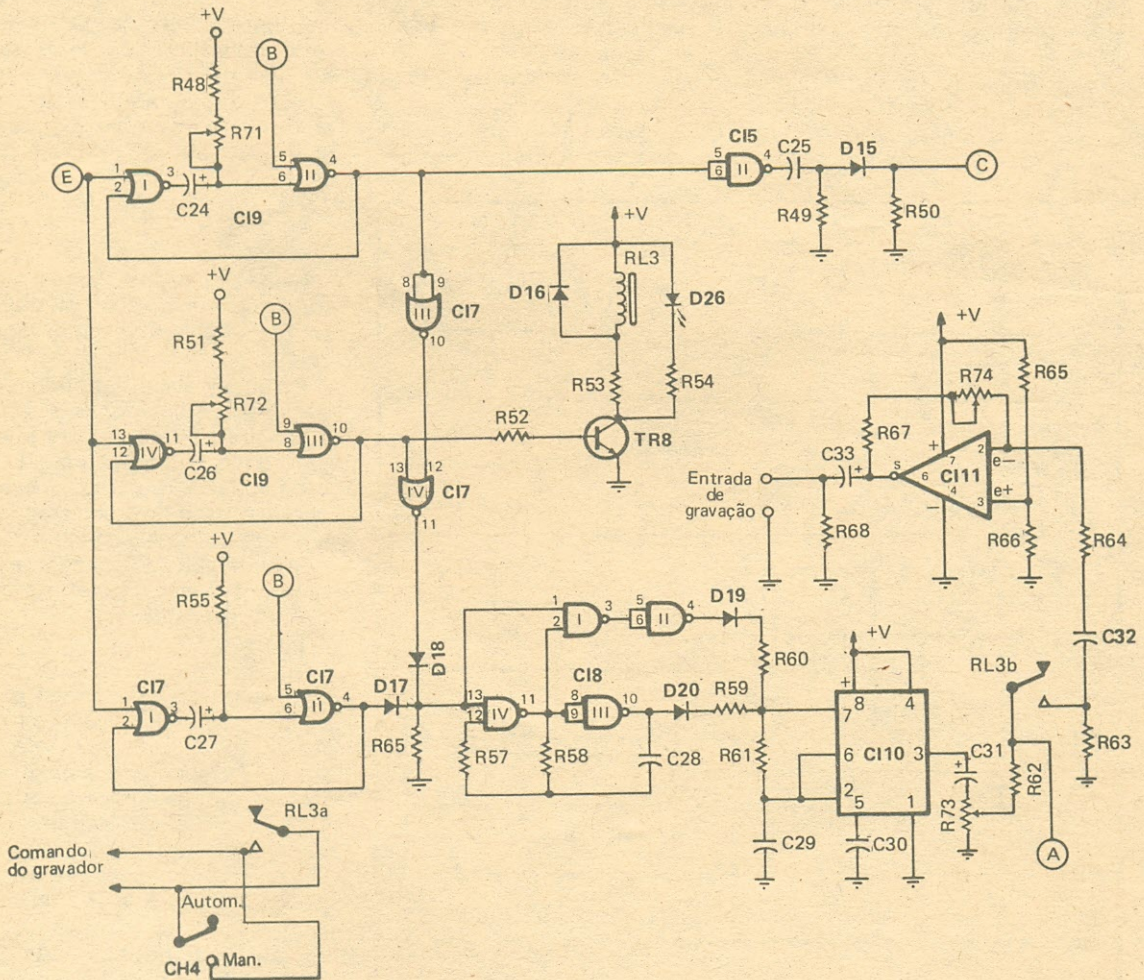 +V
R48
R71
B
E
1
2
I
3
C24
+
CI9
5
6
II
4
CI5
5
6
II
4
C25
D15
C
R49
R50
+V
R51
R72
B
8
9
III
CI7
10
+V
RL3
D16
D26
R53
R54
R52
TR8
13
12
IV
11
C26
+
CI9
9
8
III
10
13
12
IV
CI7
11
+V
R65
R74
R67
C33
+
+
7
2
e−
s
6
CI11
4
−
e+
3
Entrada
de
gravação
R68
R66
R64
+V
R55
B
CI7
1
2
I
3
C27
+
CI7
5
6
II
4
D17
D18
R65
1
2
I
3
5
6
II
4
D19
R60
13
12
IV
11
CI8
8
9
III
10
D20
R59
R57
R58
C28
R61
C29
+V
+
8
4
7
6
CI10
3
2
5
1
C30
C31
+
R73
R62
A
RL3b
C32
R63
RL3a
Comando
do gravador
Autom.
CH4
Man.